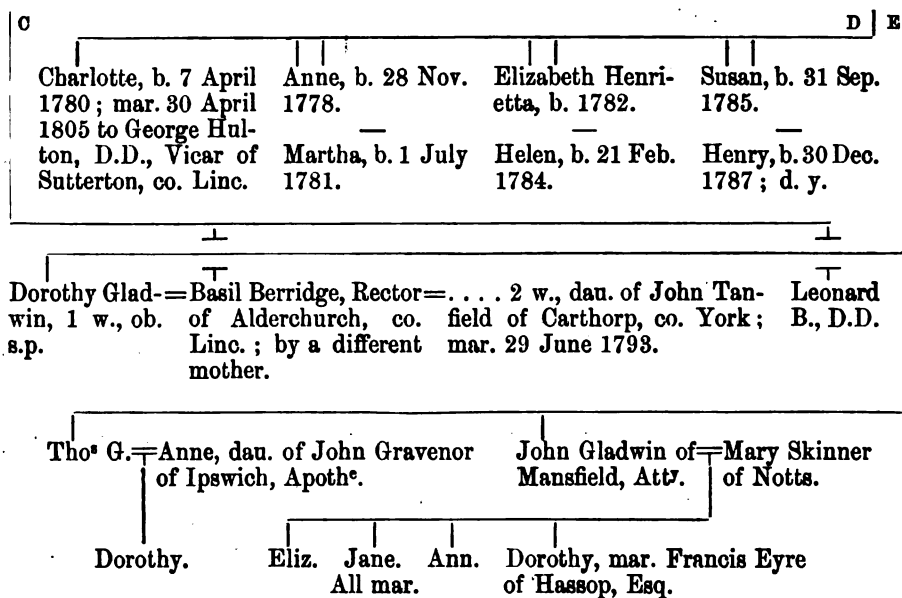 C D E
Charlotte, b. 7 April
1780 ; mar. 30 April
1805 to George Hul-
ton, D.D., Vicar of
Sutterton, co. Linc.
Anne, b. 28 Nov.
1778.
Martha, b. 1 July
1781.
Elizabeth Henri-
etta, b. 1782.
Helen, b. 21 Feb.
1784.
Susan, b. 31 Sep.
1785.
Henry, b. 30 Dec.
1787 ; d. y.
Dorothy Glad-
win, 1 w., ob.
s.p.
=Basil Berridge, Rector=
of Alderchurch, co.
Linc. ; by a different
mother.
. . . . 2 w., dau. of John Tan-
field of Carthorp, co. York ;
mar. 29 June 1793.
Leonard
B., D.D.
Thoˢ G.=Anne, dau. of John Gravenor
of Ipswich, Apothᵉ.
John Gladwin of=Mary Skinner
Mansfield, Attʸ. of Notts.
Dorothy.
Eliz. Jane. Ann.
All mar.
Dorothy, mar. Francis Eyre
of Hassop, Esq.